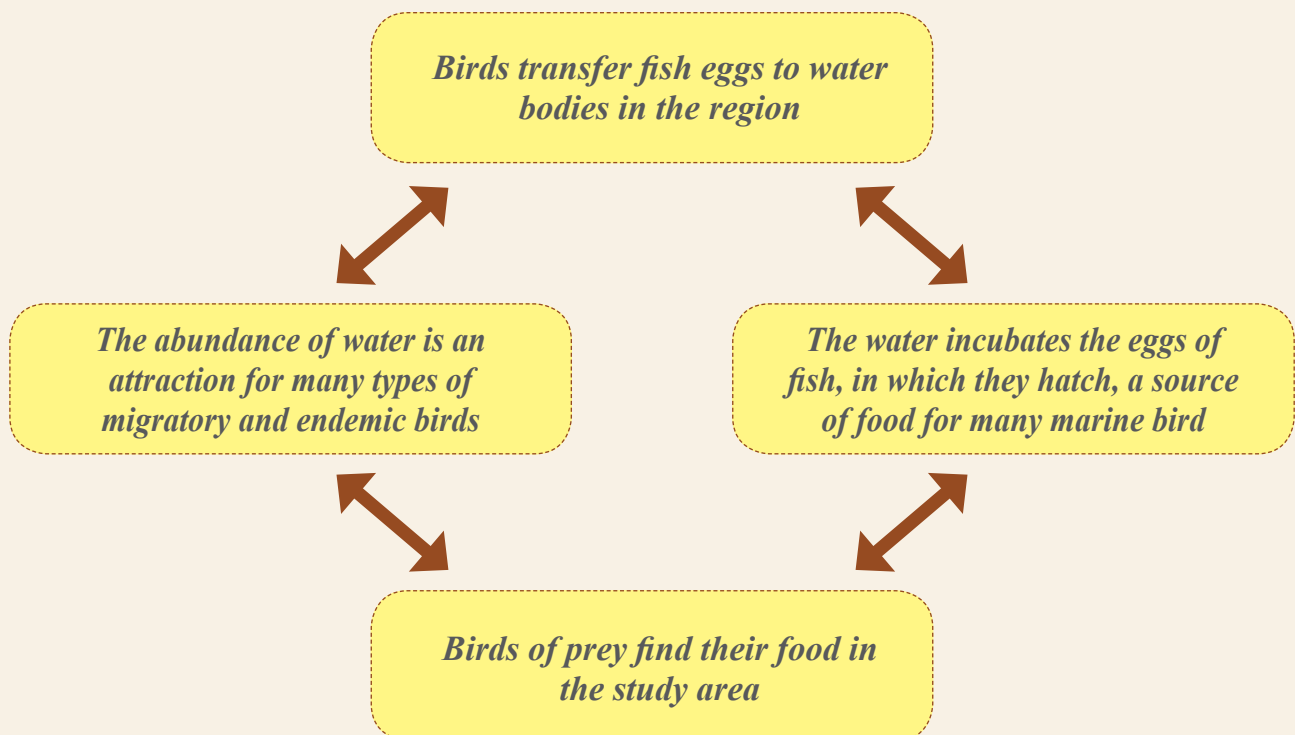 Birds transfer fish eggs to water
bodies in the region
The abundance of water is an
attraction for many types of
migratory and endemic birds
The water incubates the eggs of
fish, in which they hatch, a source
of food for many marine bird
Birds of prey find their food in
the study area